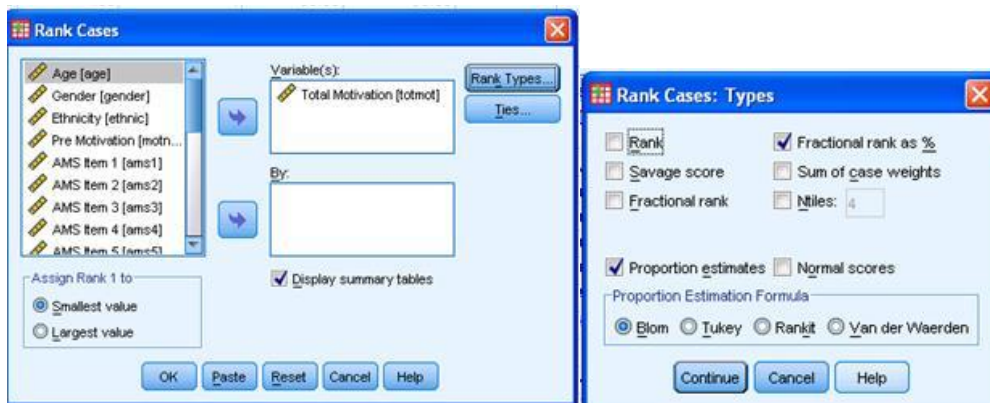 Rank Cases
Age [age]
Gender [gender]
Ethnicity [ethnic]
Pre Motivation [motn...
AMS Item 1 [ams1]
AMS Item 2 [ams2]
AMS Item 3 [ams3]
AMS Item 4 [ams4]
AMS Item 5 [ams5]
Variable(s):
Total Motivation [totmot]
Rank Types...
Ties...
By:
Assign Rank 1 to
Smallest value
Largest value
Display summary tables
OK Paste Reset Cancel Help
Rank Cases: Types
Rank Fractional rank as %
Savage score Sum of case weights
Fractional rank Ntiles: 4
Proportion estimates Normal scores
Proportion Estimation Formula
Blom Tukey Rankit Van der Waerden
Continue Cancel Help